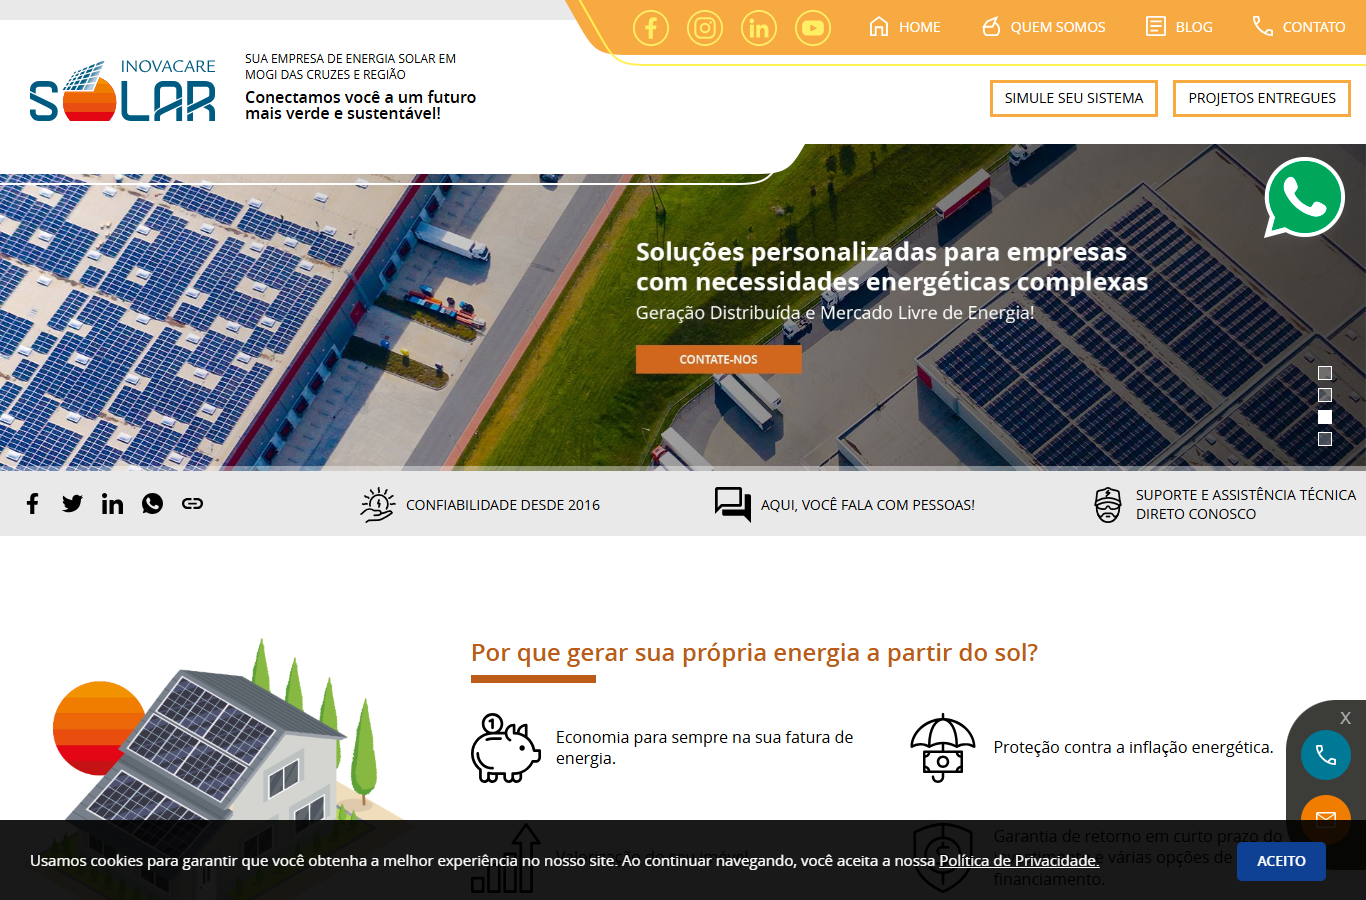 HOME
QUEM SOMOS
BLOG
CONTATO
INOVACARE
SOLAR
SUA EMPRESA DE ENERGIA SOLAR EM
MOGI DAS CRUZES E REGIÃO
Conectamos você a um futuro
mais verde e sustentável!
SIMULE SEU SISTEMA
PROJETOS ENTREGUES
Soluções personalizadas para empresas
com necessidades energéticas complexas
Geração Distribuída e Mercado Livre de Energia!
CONTATE-NOS
CONFIABILIDADE DESDE 2016
AQUI, VOCÊ FALA COM PESSOAS!
SUPORTE E ASSISTÊNCIA TÉCNICA
DIRETO CONOSCO
Por que gerar sua própria energia a partir do sol?
Economia para sempre na sua fatura de
energia.
Proteção contra a inflação energética.
X
Garantia de retorno em curto prazo do
e várias opções de
financiamento.
Usamos cookies para garantir que você obtenha a melhor experiência no nosso site. Ao continuar navegando, você aceita a nossa Política de Privacidade.
ACEITO